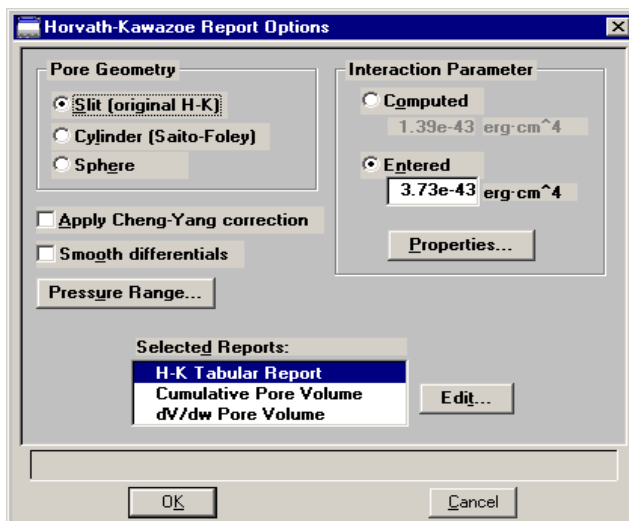 Horvath-Kawazoe Report Options
Pore Geometry
Slit (original H-K)
Cylinder (Saito-Foley)
Sphere
Apply Cheng-Yang correction
Smooth differentials
Pressure Range...
Interaction Parameter
Computed
1.39e-43 erg·cm^4
Entered
3.73e-43 erg·cm^4
Properties...
Selected Reports:
H-K Tabular Report
Cumulative Pore Volume
dV/dw Pore Volume
Edit...
OK
Cancel